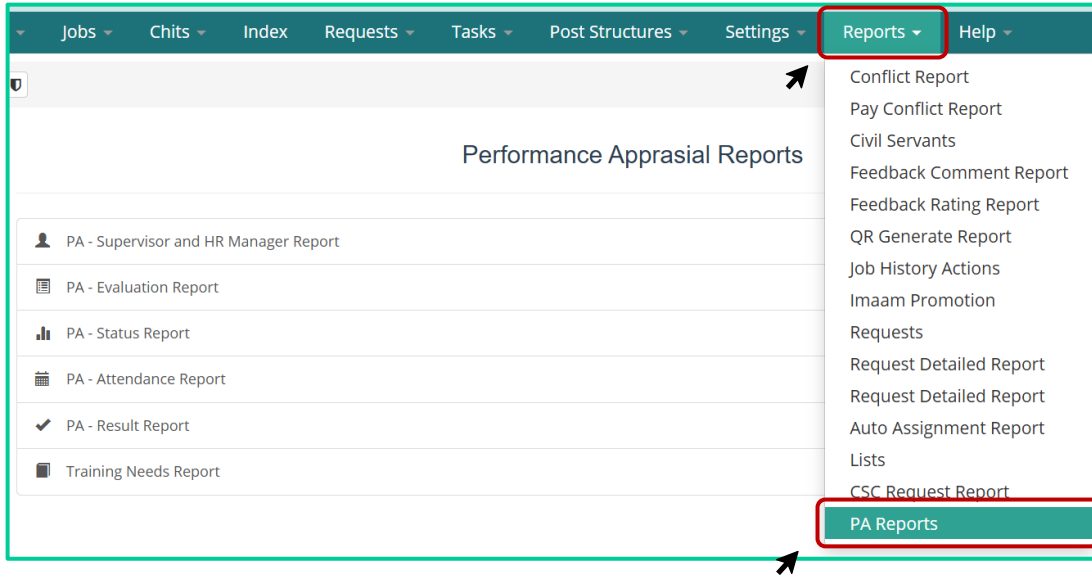 Jobs
Chits
Index
Requests
Tasks
Post Structures
Settings
Reports
Help
Performance Apprasial Reports
PA - Supervisor and HR Manager Report
PA - Evaluation Report
PA - Status Report
PA - Attendance Report
PA - Result Report
Training Needs Report
Conflict Report
Pay Conflict Report
Civil Servants
Feedback Comment Report
Feedback Rating Report
QR Generate Report
Job History Actions
Imaam Promotion
Requests
Request Detailed Report
Request Detailed Report
Auto Assignment Report
Lists
CSC Request Report
PA Reports